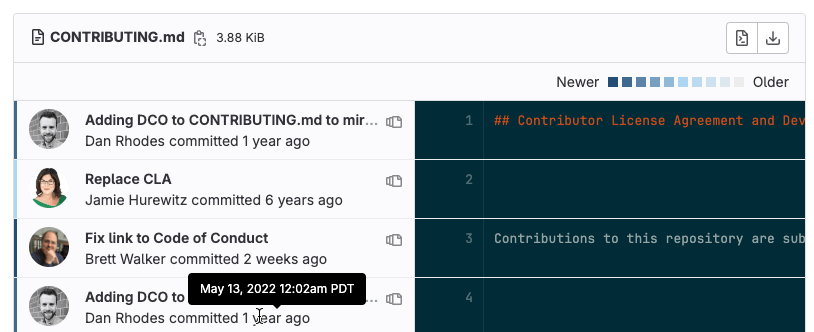 CONTRIBUTING.md 3.88 KiB
Newer Older
Adding DCO to CONTRIBUTING.md to mir...
Dan Rhodes committed 1 year ago
1 ## Contributor License Agreement and Dev
Replace CLA
Jamie Hurewitz committed 6 years ago
2
Fix link to Code of Conduct
Brett Walker committed 2 weeks ago
3 Contributions to this repository are sub
May 13, 2022 12:02am PDT
Adding DCO to ...
Dan Rhodes committed 1 year ago
4